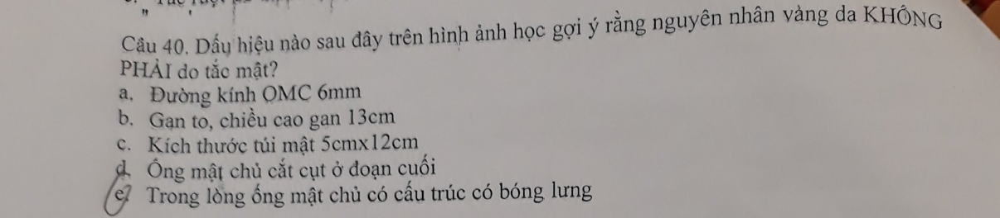 Câu 40. Dấu hiệu nào sau đây trên hình ảnh học gợi ý rằng nguyên nhân vàng da KHÔNG
PHẢI do tắc mật?
a. Đường kính OMC 6mm
b. Gan to, chiều cao gan 13cm
c. Kích thước túi mật 5cmx12cm
d. Ống mật chủ cắt cụt ở đoạn cuối
e. Trong lòng ống mật chủ có cấu trúc có bóng lưng